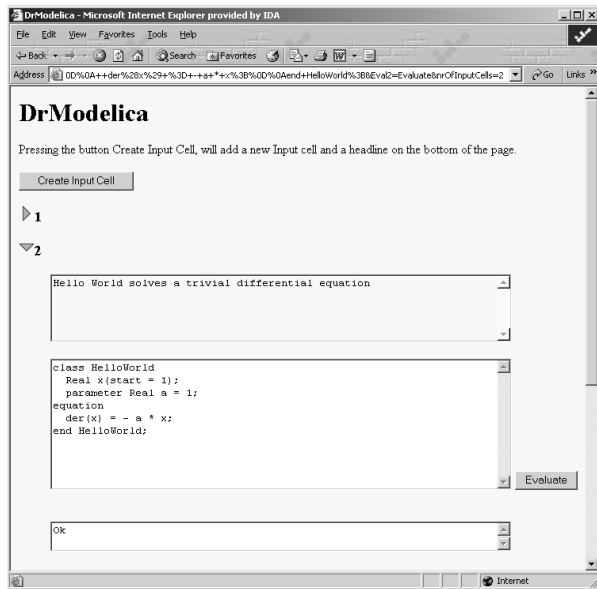 DrModelica - Microsoft Internet Explorer provided by IDA
File Edit View Favorites Tools Help
Back Search Favorites
Address 0D%0A++der%28x%29+%3D+-+a+*+x%3B%0D%0Aend+HelloWorld%3B&Eval2=Evaluate&nrOfInputCells=2 Go Links »
DrModelica
Pressing the button Create Input Cell, will add a new Input cell and a headline on the bottom of the page.
Create Input Cell
1
2
Hello World solves a trivial differential equation
class HelloWorld
  Real x(start = 1);
  parameter Real a = 1;
equation
  der(x) = - a * x;
end HelloWorld;
Evaluate
Ok
Internet